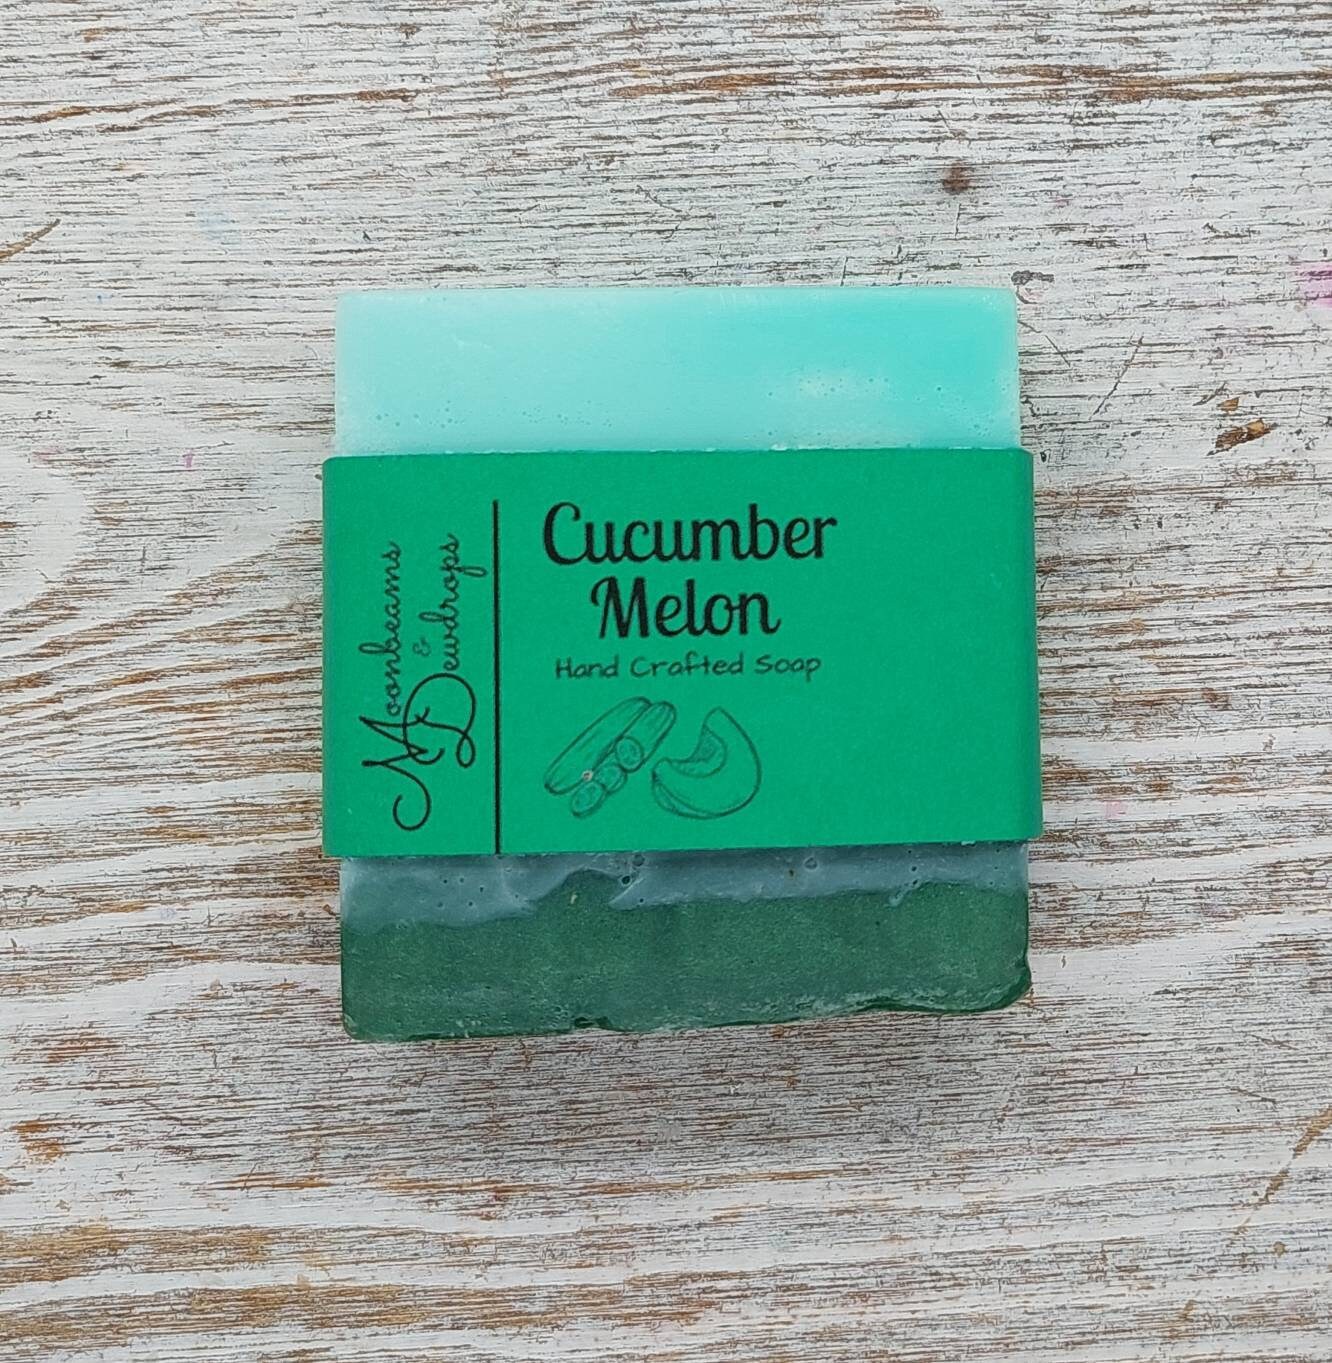 Moonbeams
&
Dewdrops
Cucumber
Melon
Hand Crafted Soap